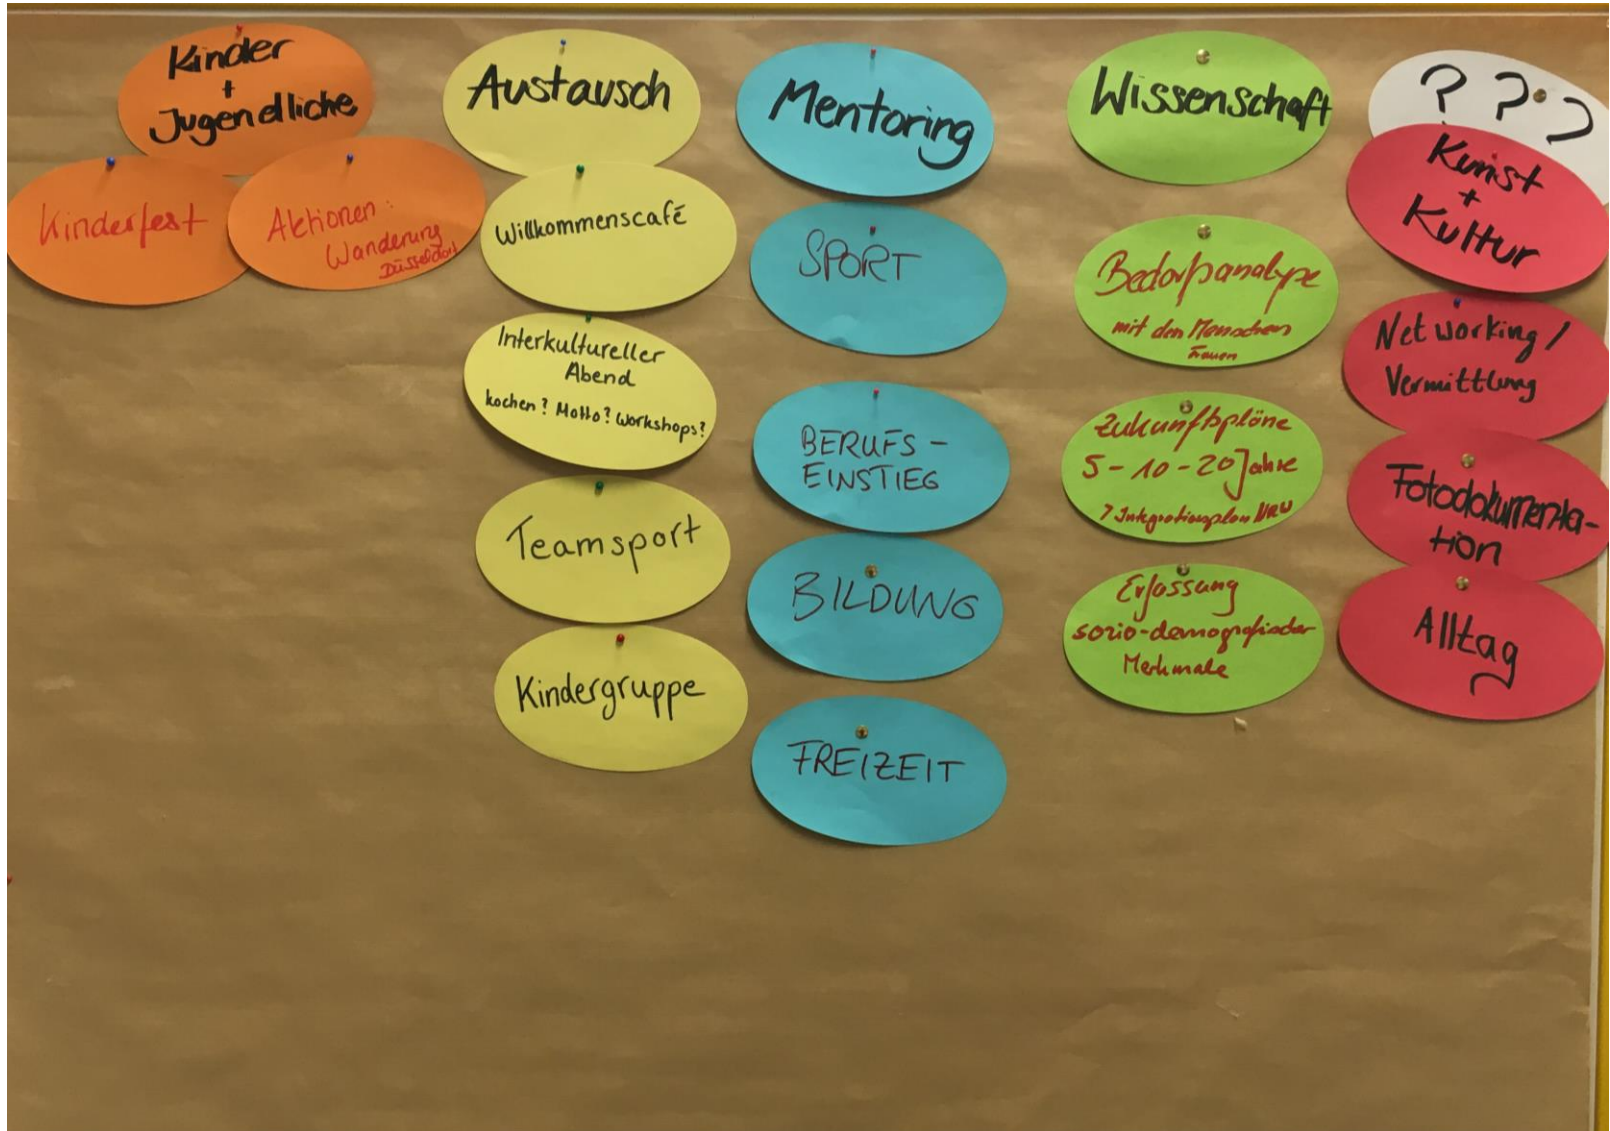 Kinder
+
Jugendliche
Kinderfest
Aktionen:
Wanderung
Düsseldorf
Austausch
Willkommenscafé
Interkultureller
Abend
kochen? Motto? Workshops?
Teamsport
Kindergruppe
Mentoring
SPORT
BERUFS-
EINSTIEG
BILDUNG
FREIZEIT
Wissenschaft
Bedarfsanalyse
mit den Menschen
Frauen
Zukunftspläne
5-10-20 Jahre
> Integrationsplan NRW
Erfassung
sozio-demografischer
Merkmale
? ? ?
Kunst
+
Kultur
Networking /
Vermittlung
Fotodokumenta-
tion
Alltag